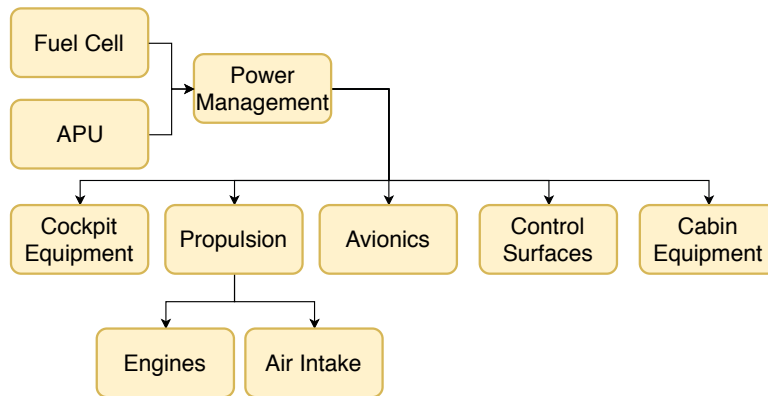 Fuel Cell
Power
Management
APU
Cockpit
Equipment
Propulsion
Avionics
Control
Surfaces
Cabin
Equipment
Engines
Air Intake